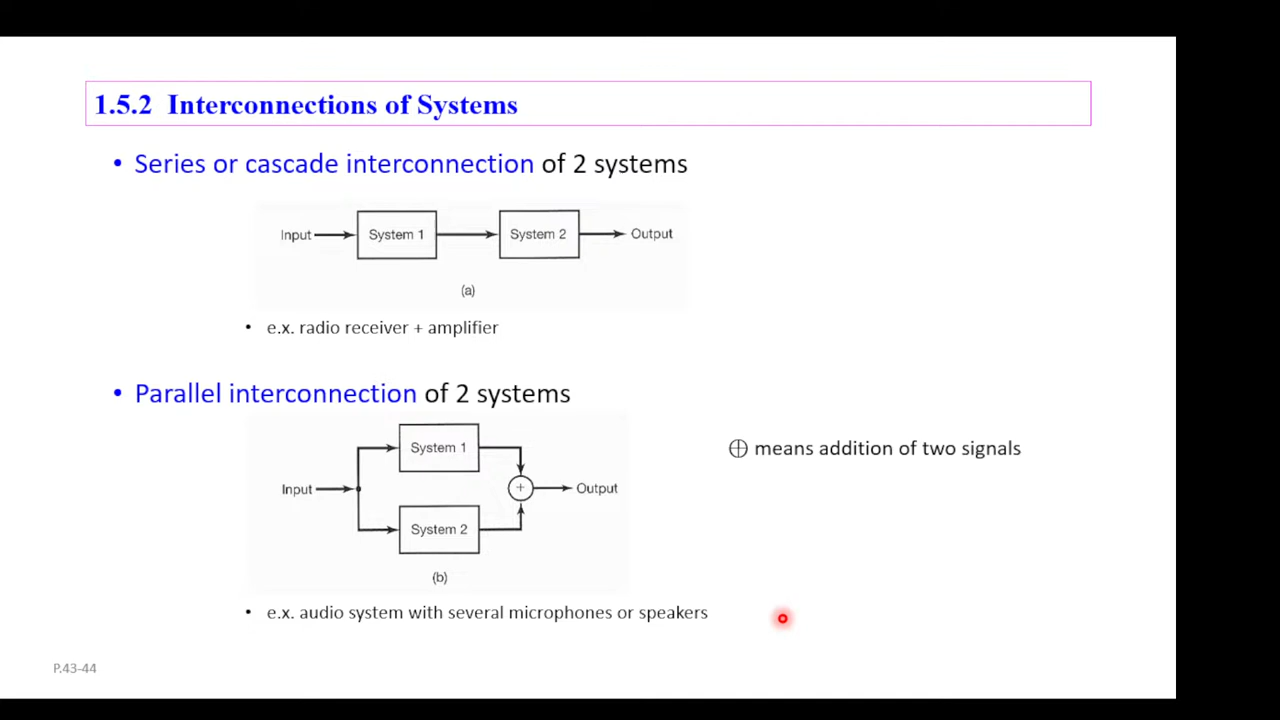 1.5.2 Interconnections of Systems
• Series or cascade interconnection of 2 systems
Input System 1 System 2 Output
(a)
• e.x. radio receiver + amplifier
• Parallel interconnection of 2 systems
System 1
⊕ means addition of two signals
Input + Output
System 2
(b)
• e.x. audio system with several microphones or speakers
P.43-44